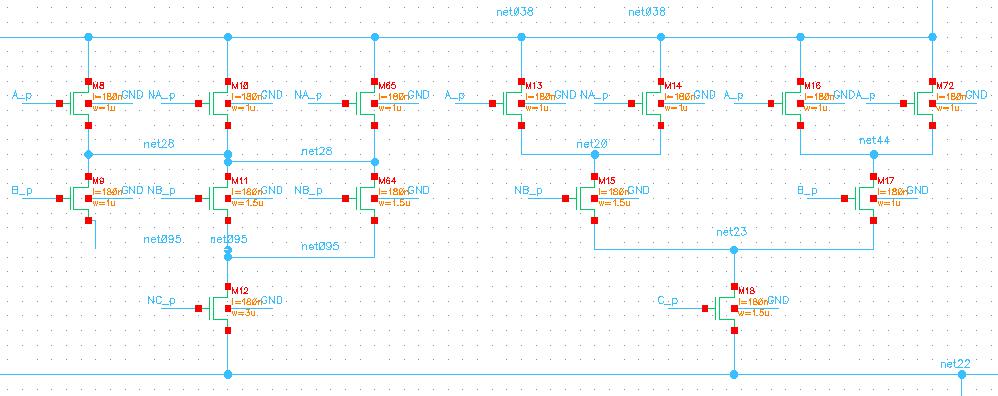 net038 net038
M8 M10 M65 M13 M14 M16 M72
A_p l=180n GND NA_p l=180n GND NA_p l=180n GND A_p l=180n GND NA_p l=180n GND A_p l=180n GND A_p l=180n GND
w=1u w=1u w=1u w=1u w=1u w=1u w=1u
net28 net28 net20 net44
M9 M11 M64 M15 M17
B_p l=180n GND NB_p l=180n GND NB_p l=180n GND NB_p l=180n GND B_p l=180n GND
w=1u w=1.5u w=1.5u w=1.5u w=1u
net095 net095 net095 net23
M12 M18
NC_p l=180n GND C_p l=180n GND
w=3u w=1.5u
net22